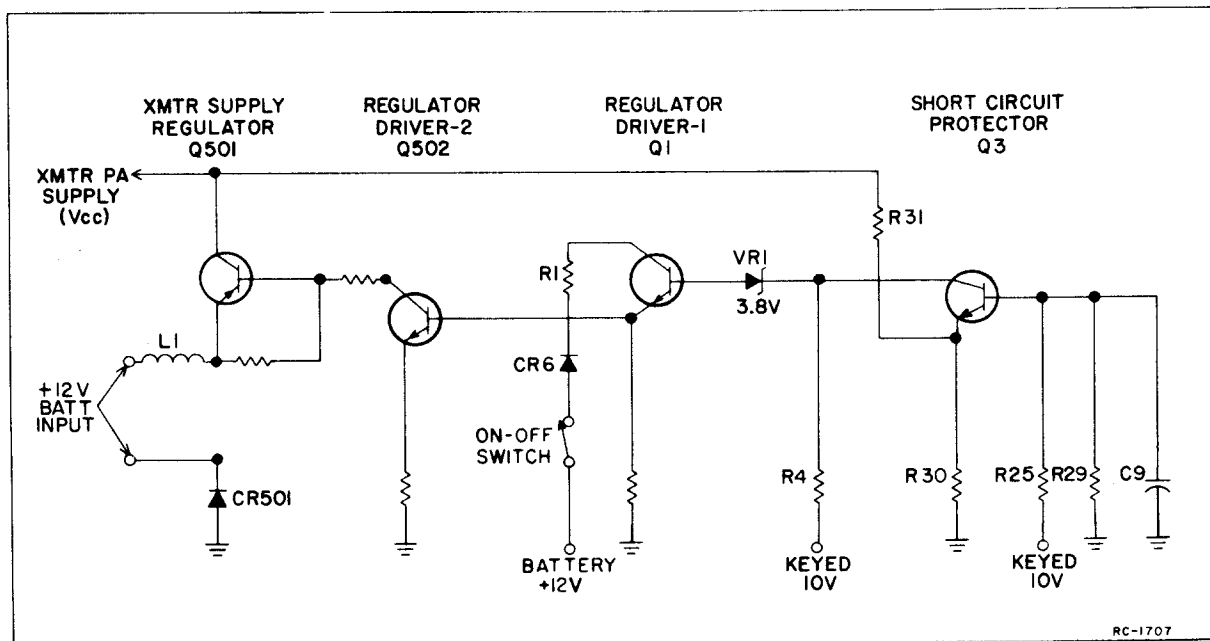 XMTR SUPPLY
REGULATOR
Q501
REGULATOR
DRIVER-2
Q502
REGULATOR
DRIVER-1
Q1
SHORT CIRCUIT
PROTECTOR
Q3
XMTR PA
SUPPLY
(Vcc)
R31
R1
VR1
3.8V
L1
CR6
+12V
BATT
INPUT
ON-OFF
SWITCH
CR501
R4
R30
R25
R29
C9
BATTERY
+12V
KEYED
10V
KEYED
10V
RC-1707